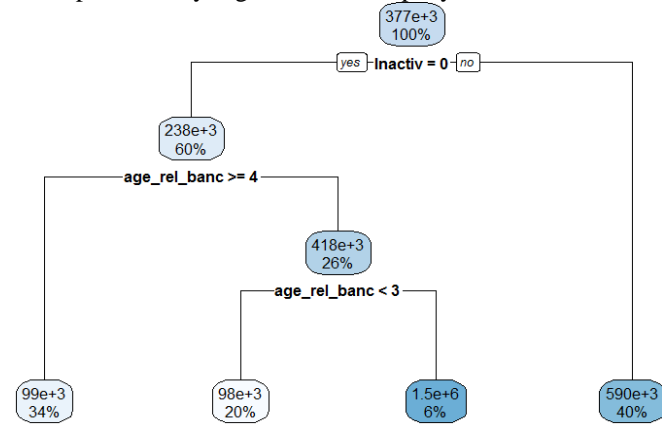 377e+3
100%
yes Inactiv = 0 no
238e+3
60%
age_rel_banc >= 4
418e+3
26%
age_rel_banc < 3
99e+3
34%
98e+3
20%
1.5e+6
6%
590e+3
40%